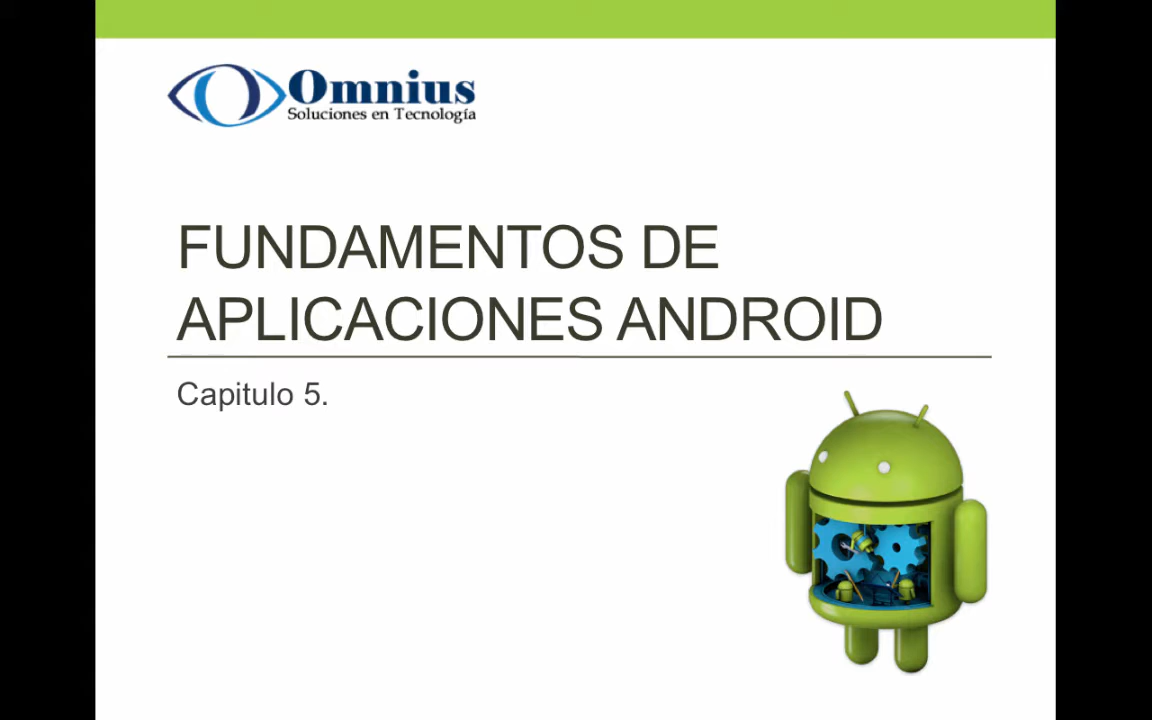 Omnius
Soluciones en Tecnología
FUNDAMENTOS DE
APLICACIONES ANDROID
Capitulo 5.